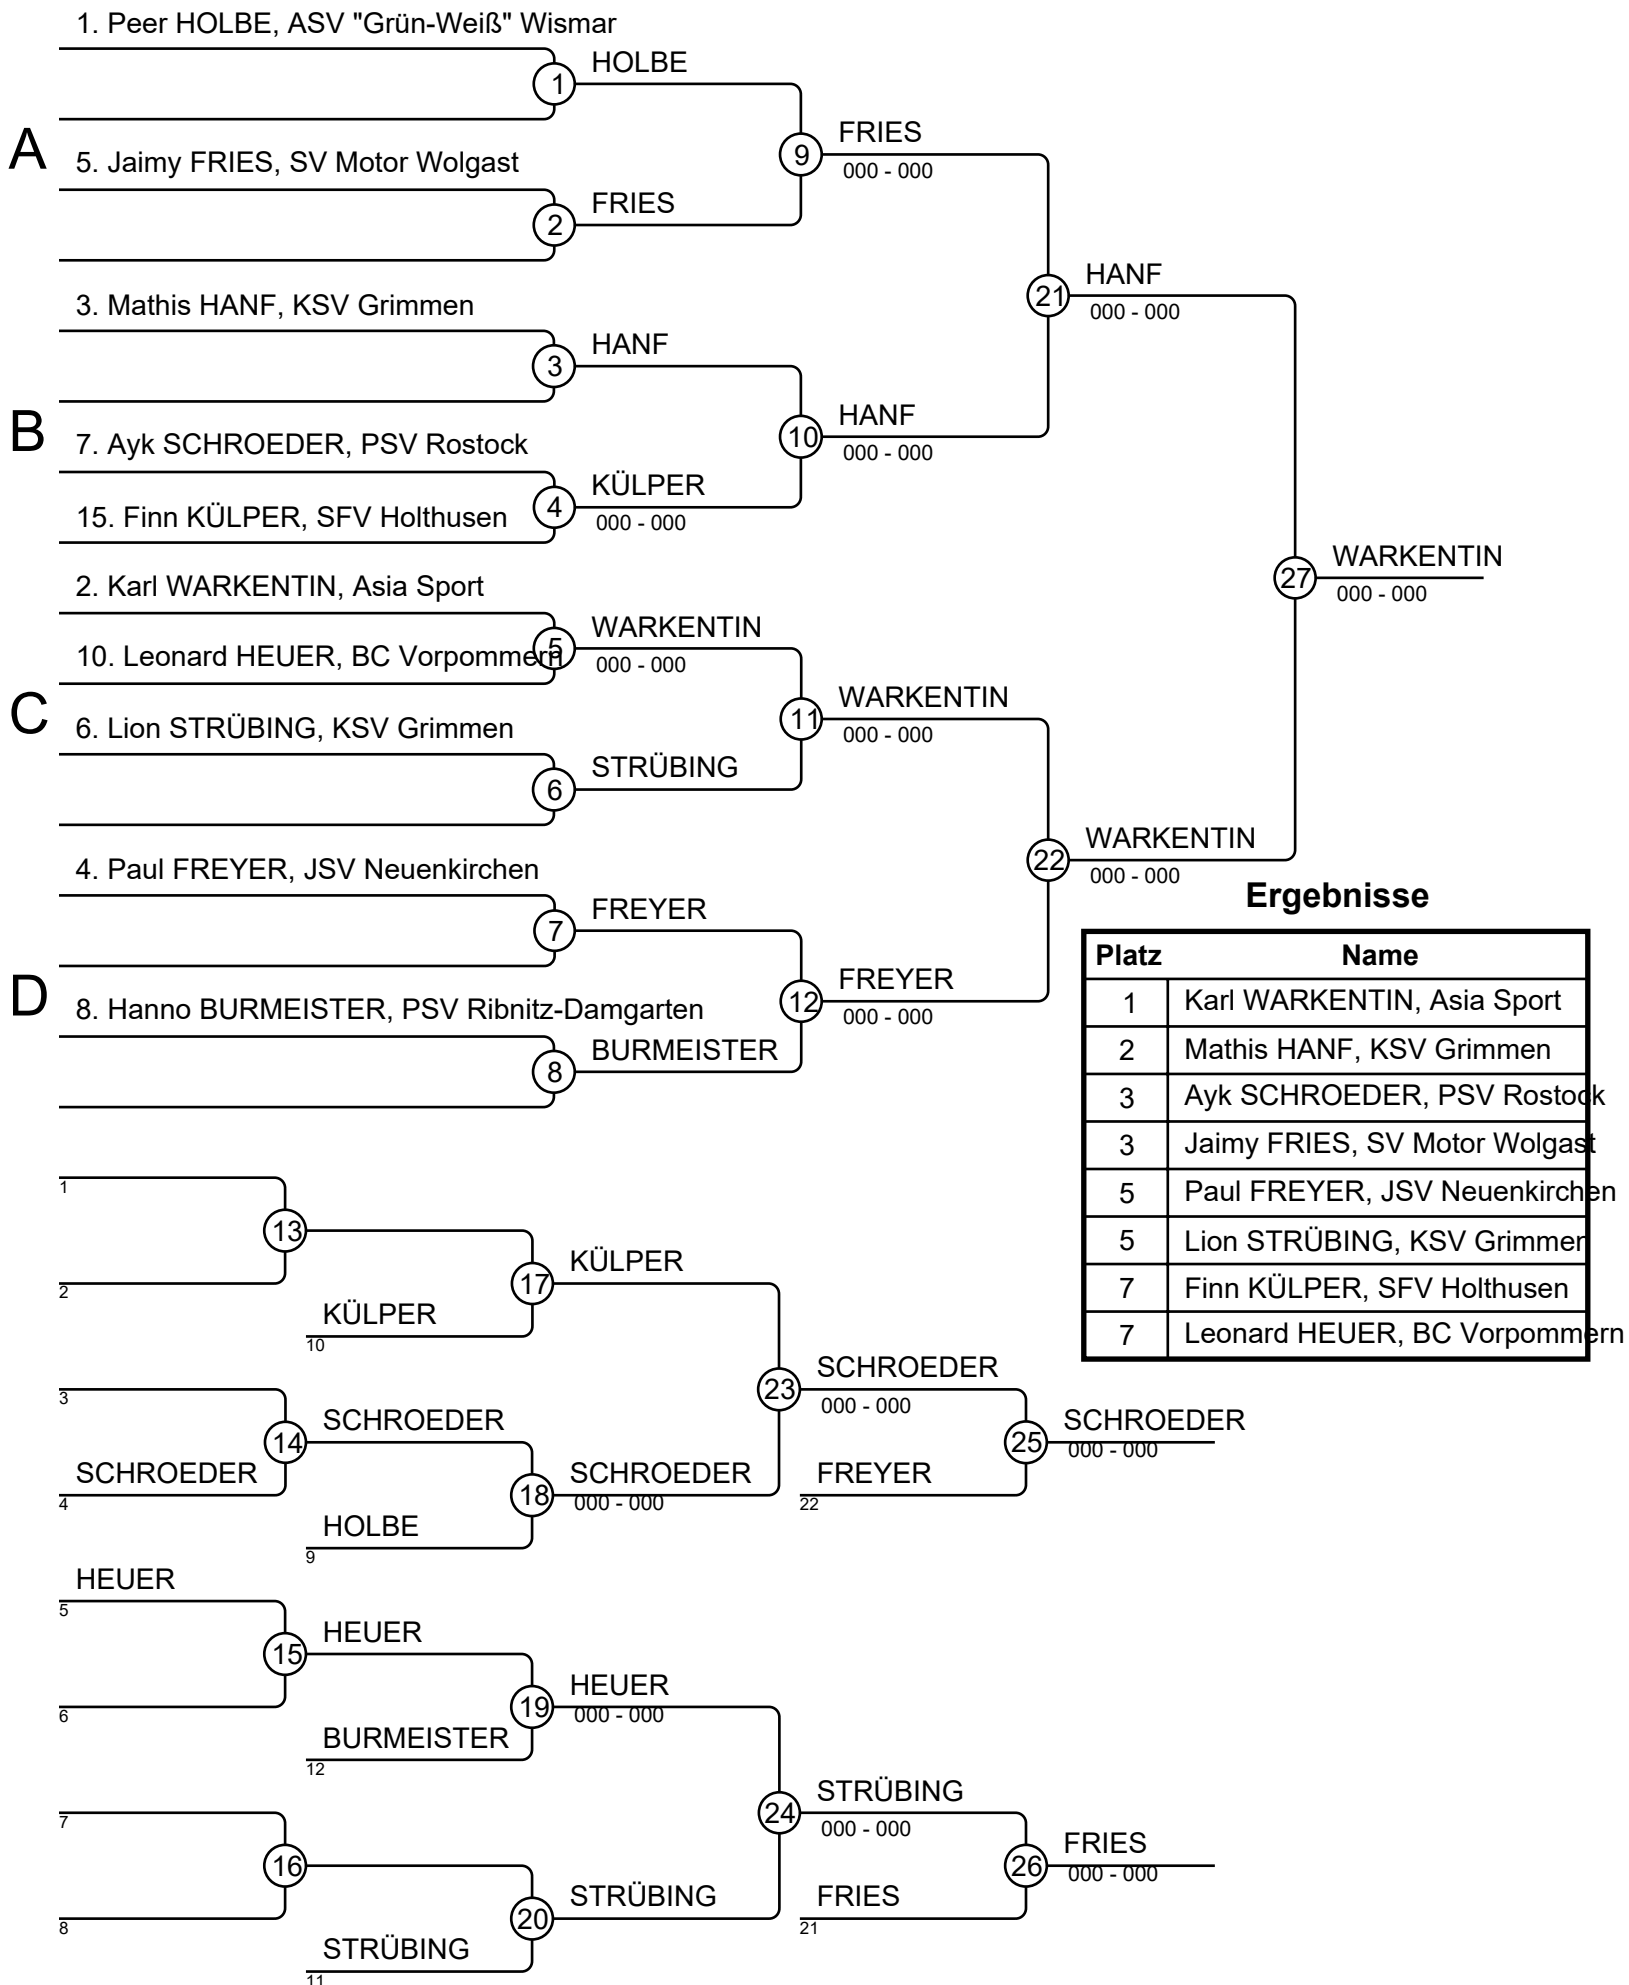 1. Peer HOLBE, ASV "Grün-Weiß" Wismar
HOLBE
1
FRIES
A
9
000 - 000
5. Jaimy FRIES, SV Motor Wolgast
FRIES
2
HANF
21
000 - 000
3. Mathis HANF, KSV Grimmen
HANF
3
HANF
B
10
000 - 000
7. Ayk SCHROEDER, PSV Rostock
KÜLPER
4
000 - 000
15. Finn KÜLPER, SFV Holthusen
WARKENTIN
27
000 - 000
2. Karl WARKENTIN, Asia Sport
WARKENTIN
5
000 - 000
10. Leonard HEUER, BC Vorpommern
WARKENTIN
C
11
000 - 000
6. Lion STRÜBING, KSV Grimmen
STRÜBING
6
WARKENTIN
22
000 - 000
4. Paul FREYER, JSV Neuenkirchen
FREYER
7
FREYER
D
12
000 - 000
8. Hanno BURMEISTER, PSV Ribnitz-Damgarten
BURMEISTER
8
Ergebnisse
Platz Name
1 Karl WARKENTIN, Asia Sport
2 Mathis HANF, KSV Grimmen
3 Ayk SCHROEDER, PSV Rostock
3 Jaimy FRIES, SV Motor Wolgast
5 Paul FREYER, JSV Neuenkirchen
5 Lion STRÜBING, KSV Grimmen
7 Finn KÜLPER, SFV Holthusen
7 Leonard HEUER, BC Vorpommern
1
13
2
KÜLPER
17
KÜLPER
10
SCHROEDER
23
000 - 000
3
SCHROEDER
14
SCHROEDER
4
SCHROEDER
18
000 - 000
HOLBE
9
SCHROEDER
25
000 - 000
FREYER
22
HEUER
5
HEUER
15
6
HEUER
19
000 - 000
BURMEISTER
12
STRÜBING
24
000 - 000
7
16
8
STRÜBING
20
STRÜBING
11
FRIES
26
000 - 000
FRIES
21